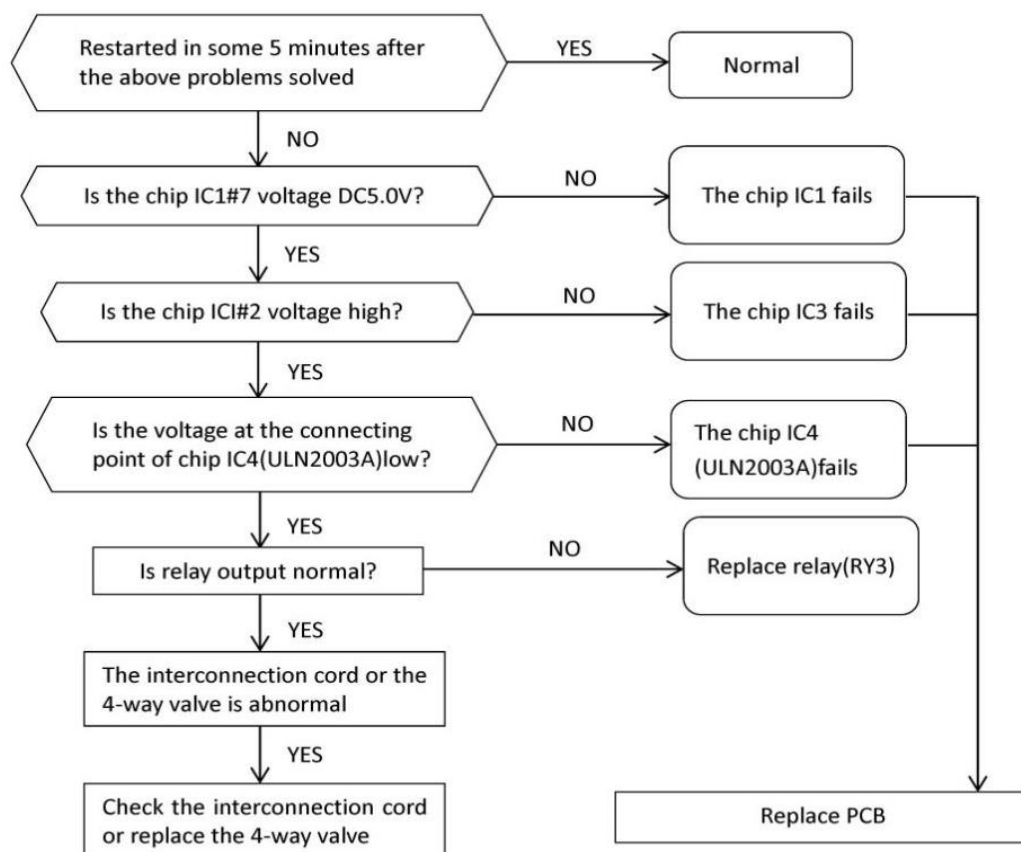 Restarted in some 5 minutes after
the above problems solved
YES
Normal
NO
Is the chip IC1#7 voltage DC5.0V?
NO
The chip IC1 fails
YES
Is the chip ICI#2 voltage high?
NO
The chip IC3 fails
YES
Is the voltage at the connecting
point of chip IC4(ULN2003A)low?
NO
The chip IC4
(ULN2003A)fails
YES
Is relay output normal?
NO
Replace relay(RY3)
YES
The interconnection cord or the
4-way valve is abnormal
YES
Check the interconnection cord
or replace the 4-way valve
Replace PCB